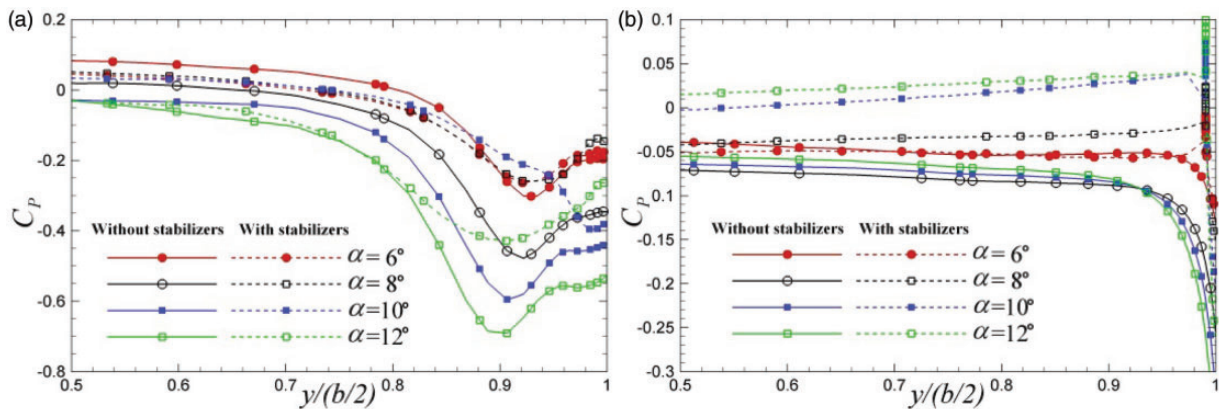 (a)
0.2
0
-0.2
-0.4
-0.6
-0.8
C_P
Without stabilizers With stabilizers
α=6°
α=8°
α=10°
α=12°
0.5 0.6 0.7 0.8 0.9 1
y/(b/2)
(b)
0.1
0.05
0
-0.05
-0.1
-0.15
-0.2
-0.25
-0.3
C_P
Without stabilizers With stabilizers
α=6°
α=8°
α=10°
α=12°
0.5 0.6 0.7 0.8 0.9 1
y/(b/2)